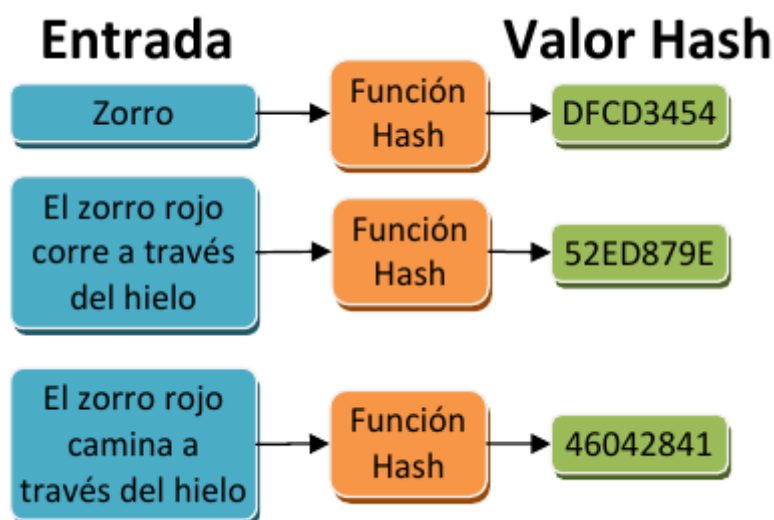 Entrada
Valor Hash
Zorro
Función
Hash
DFCD3454
El zorro rojo
corre a través
del hielo
Función
Hash
52ED879E
El zorro rojo
camina a
través del hielo
Función
Hash
46042841